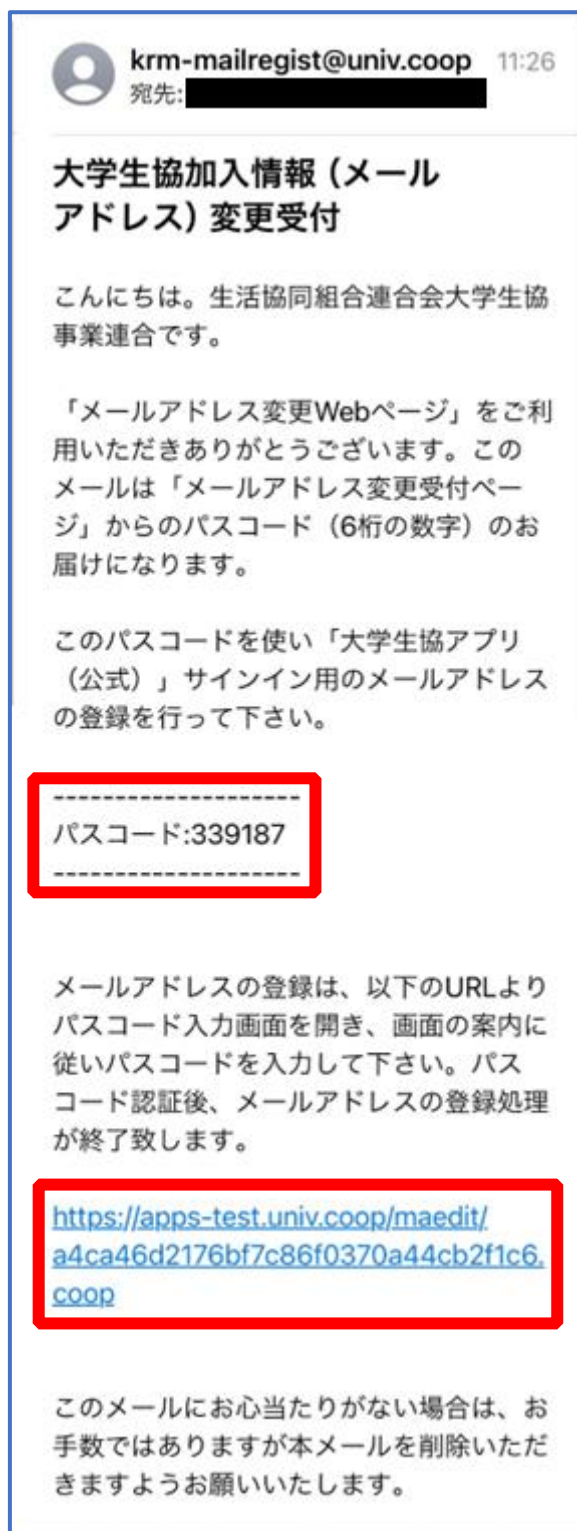 krm-mailregist@univ.coop 11:26
宛先:
大学生協加入情報（メール
アドレス）変更受付
こんにちは。生活協同組合連合会大学生協
事業連合です。
「メールアドレス変更Webページ」をご利
用いただきありがとうございます。この
メールは「メールアドレス変更受付ペー
ジ」からのパスコード（6桁の数字）のお
届けになります。
このパスコードを使い「大学生協アプリ
（公式）」サインイン用のメールアドレス
の登録を行って下さい。
--------------------
パスコード:339187
--------------------
メールアドレスの登録は、以下のURLより
パスコード入力画面を開き、画面の案内に
従いパスコードを入力して下さい。パス
コード認証後、メールアドレスの登録処理
が終了致します。
https://apps-test.univ.coop/maedit/
a4ca46d2176bf7c86f0370a44cb2f1c6.
coop
このメールにお心当たりがない場合は、お
手数ではありますが本メールを削除いただ
きますようお願いいたします。